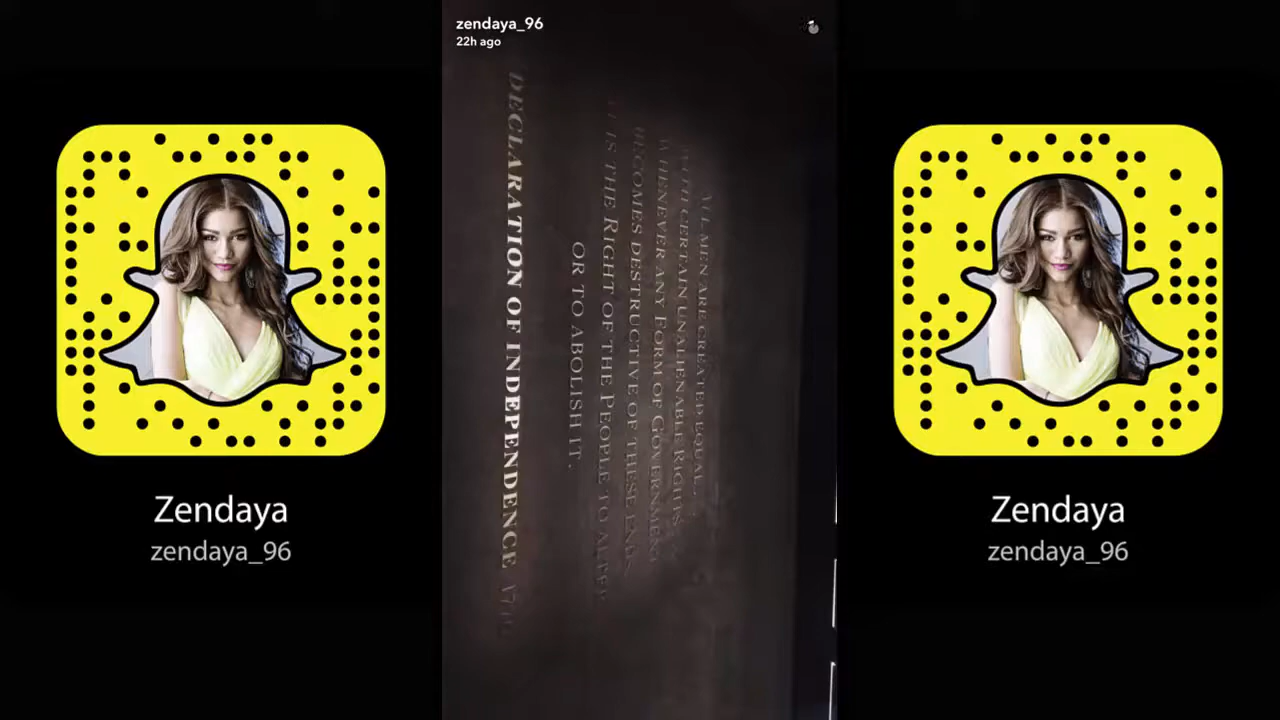 zendaya_96
22h ago
ALL MEN ARE CREATED EQUAL
WITH CERTAIN UNALIENABLE RIGHTS
WHENEVER ANY FORM OF GOVERNMENT
BECOMES DESTRUCTIVE OF THESE ENDS
IT IS THE RIGHT OF THE PEOPLE TO ALTER
OR TO ABOLISH IT.
DECLARATION OF INDEPENDENCE
Zendaya
zendaya_96
Zendaya
zendaya_96